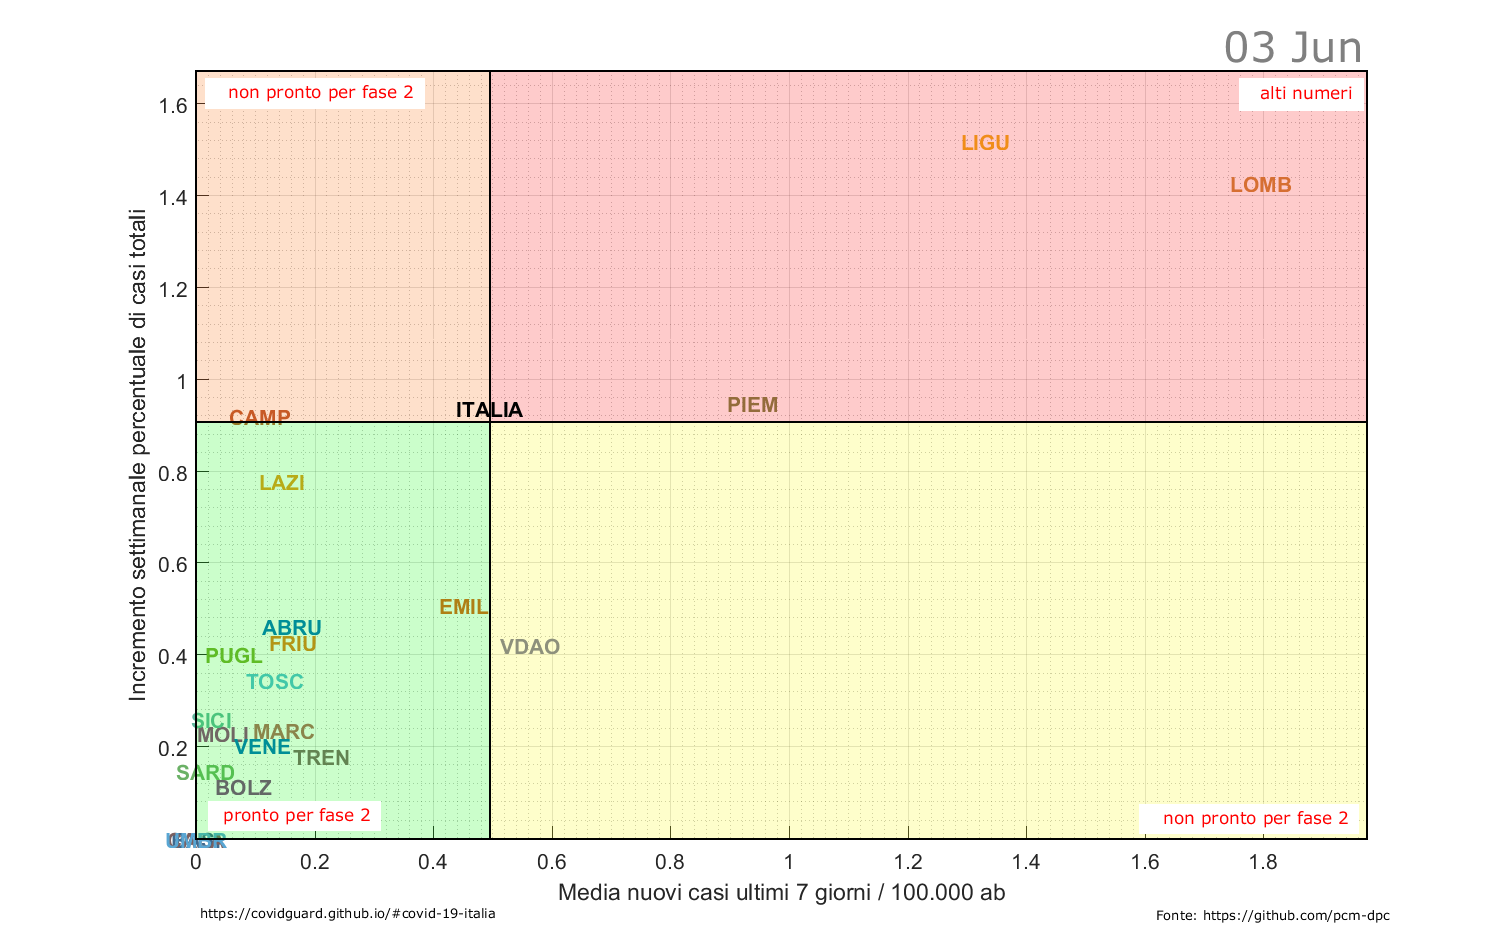 03 Jun
non pronto per fase 2
alti numeri
1.6
LIGU
LOMB
1.4
1.2
1
ITALIA
PIEM
CAMP
LAZI
0.8
0.6
EMIL
ABRU
FRIU
VDAO
PUGL
0.4
TOSC
SICI
MOLI
MARC
VENE
0.2
TREN
SARD
BOLZ
pronto per fase 2
non pronto per fase 2
0
0.2
0.4
0.6
0.8
1
1.2
1.4
1.6
1.8
Incremento settimanale percentuale di casi totali
Media nuovi casi ultimi 7 giorni / 100.000 ab
https://covidguard.github.io/#covid-19-italia
Fonte: https://github.com/pcm-dpc